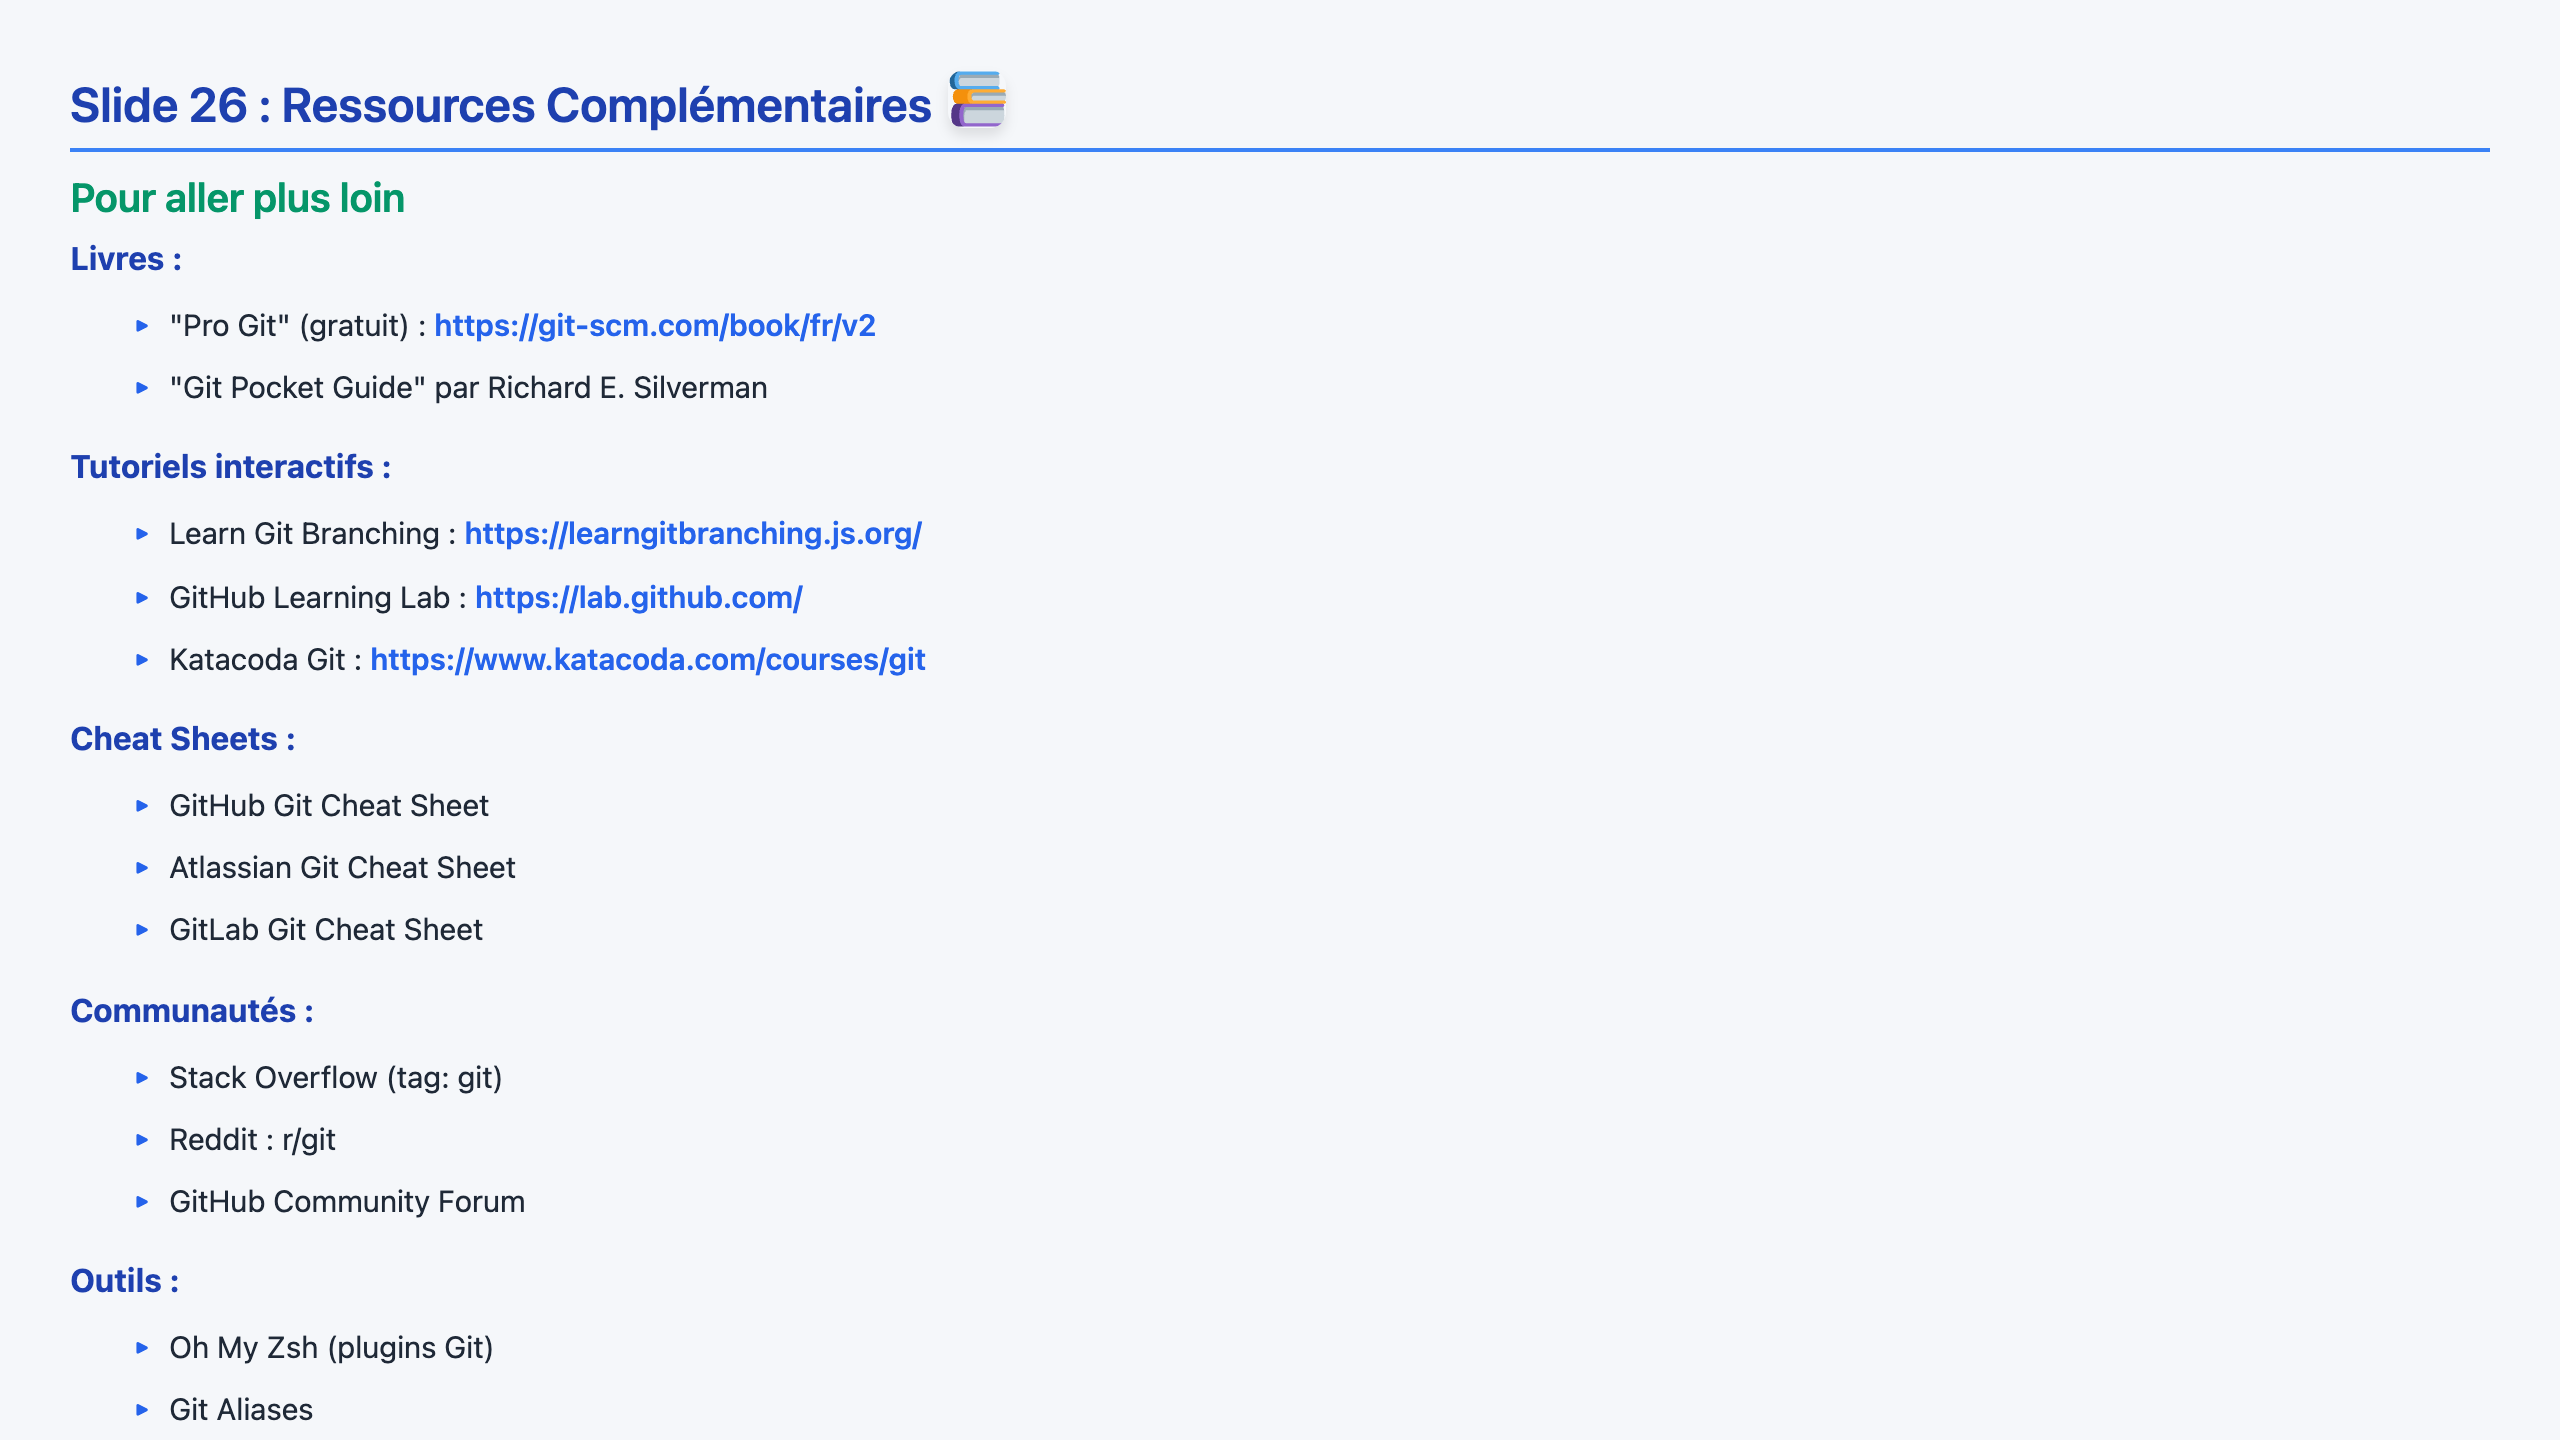 Slide 26 : Ressources Complémentaires
Pour aller plus loin
Livres :
"Pro Git" (gratuit) : https://git-scm.com/book/fr/v2
"Git Pocket Guide" par Richard E. Silverman
Tutoriels interactifs :
Learn Git Branching : https://learngitbranching.js.org/
GitHub Learning Lab : https://lab.github.com/
Katacoda Git : https://www.katacoda.com/courses/git
Cheat Sheets :
GitHub Git Cheat Sheet
Atlassian Git Cheat Sheet
GitLab Git Cheat Sheet
Communautés :
Stack Overflow (tag: git)
Reddit : r/git
GitHub Community Forum
Outils :
Oh My Zsh (plugins Git)
Git Aliases